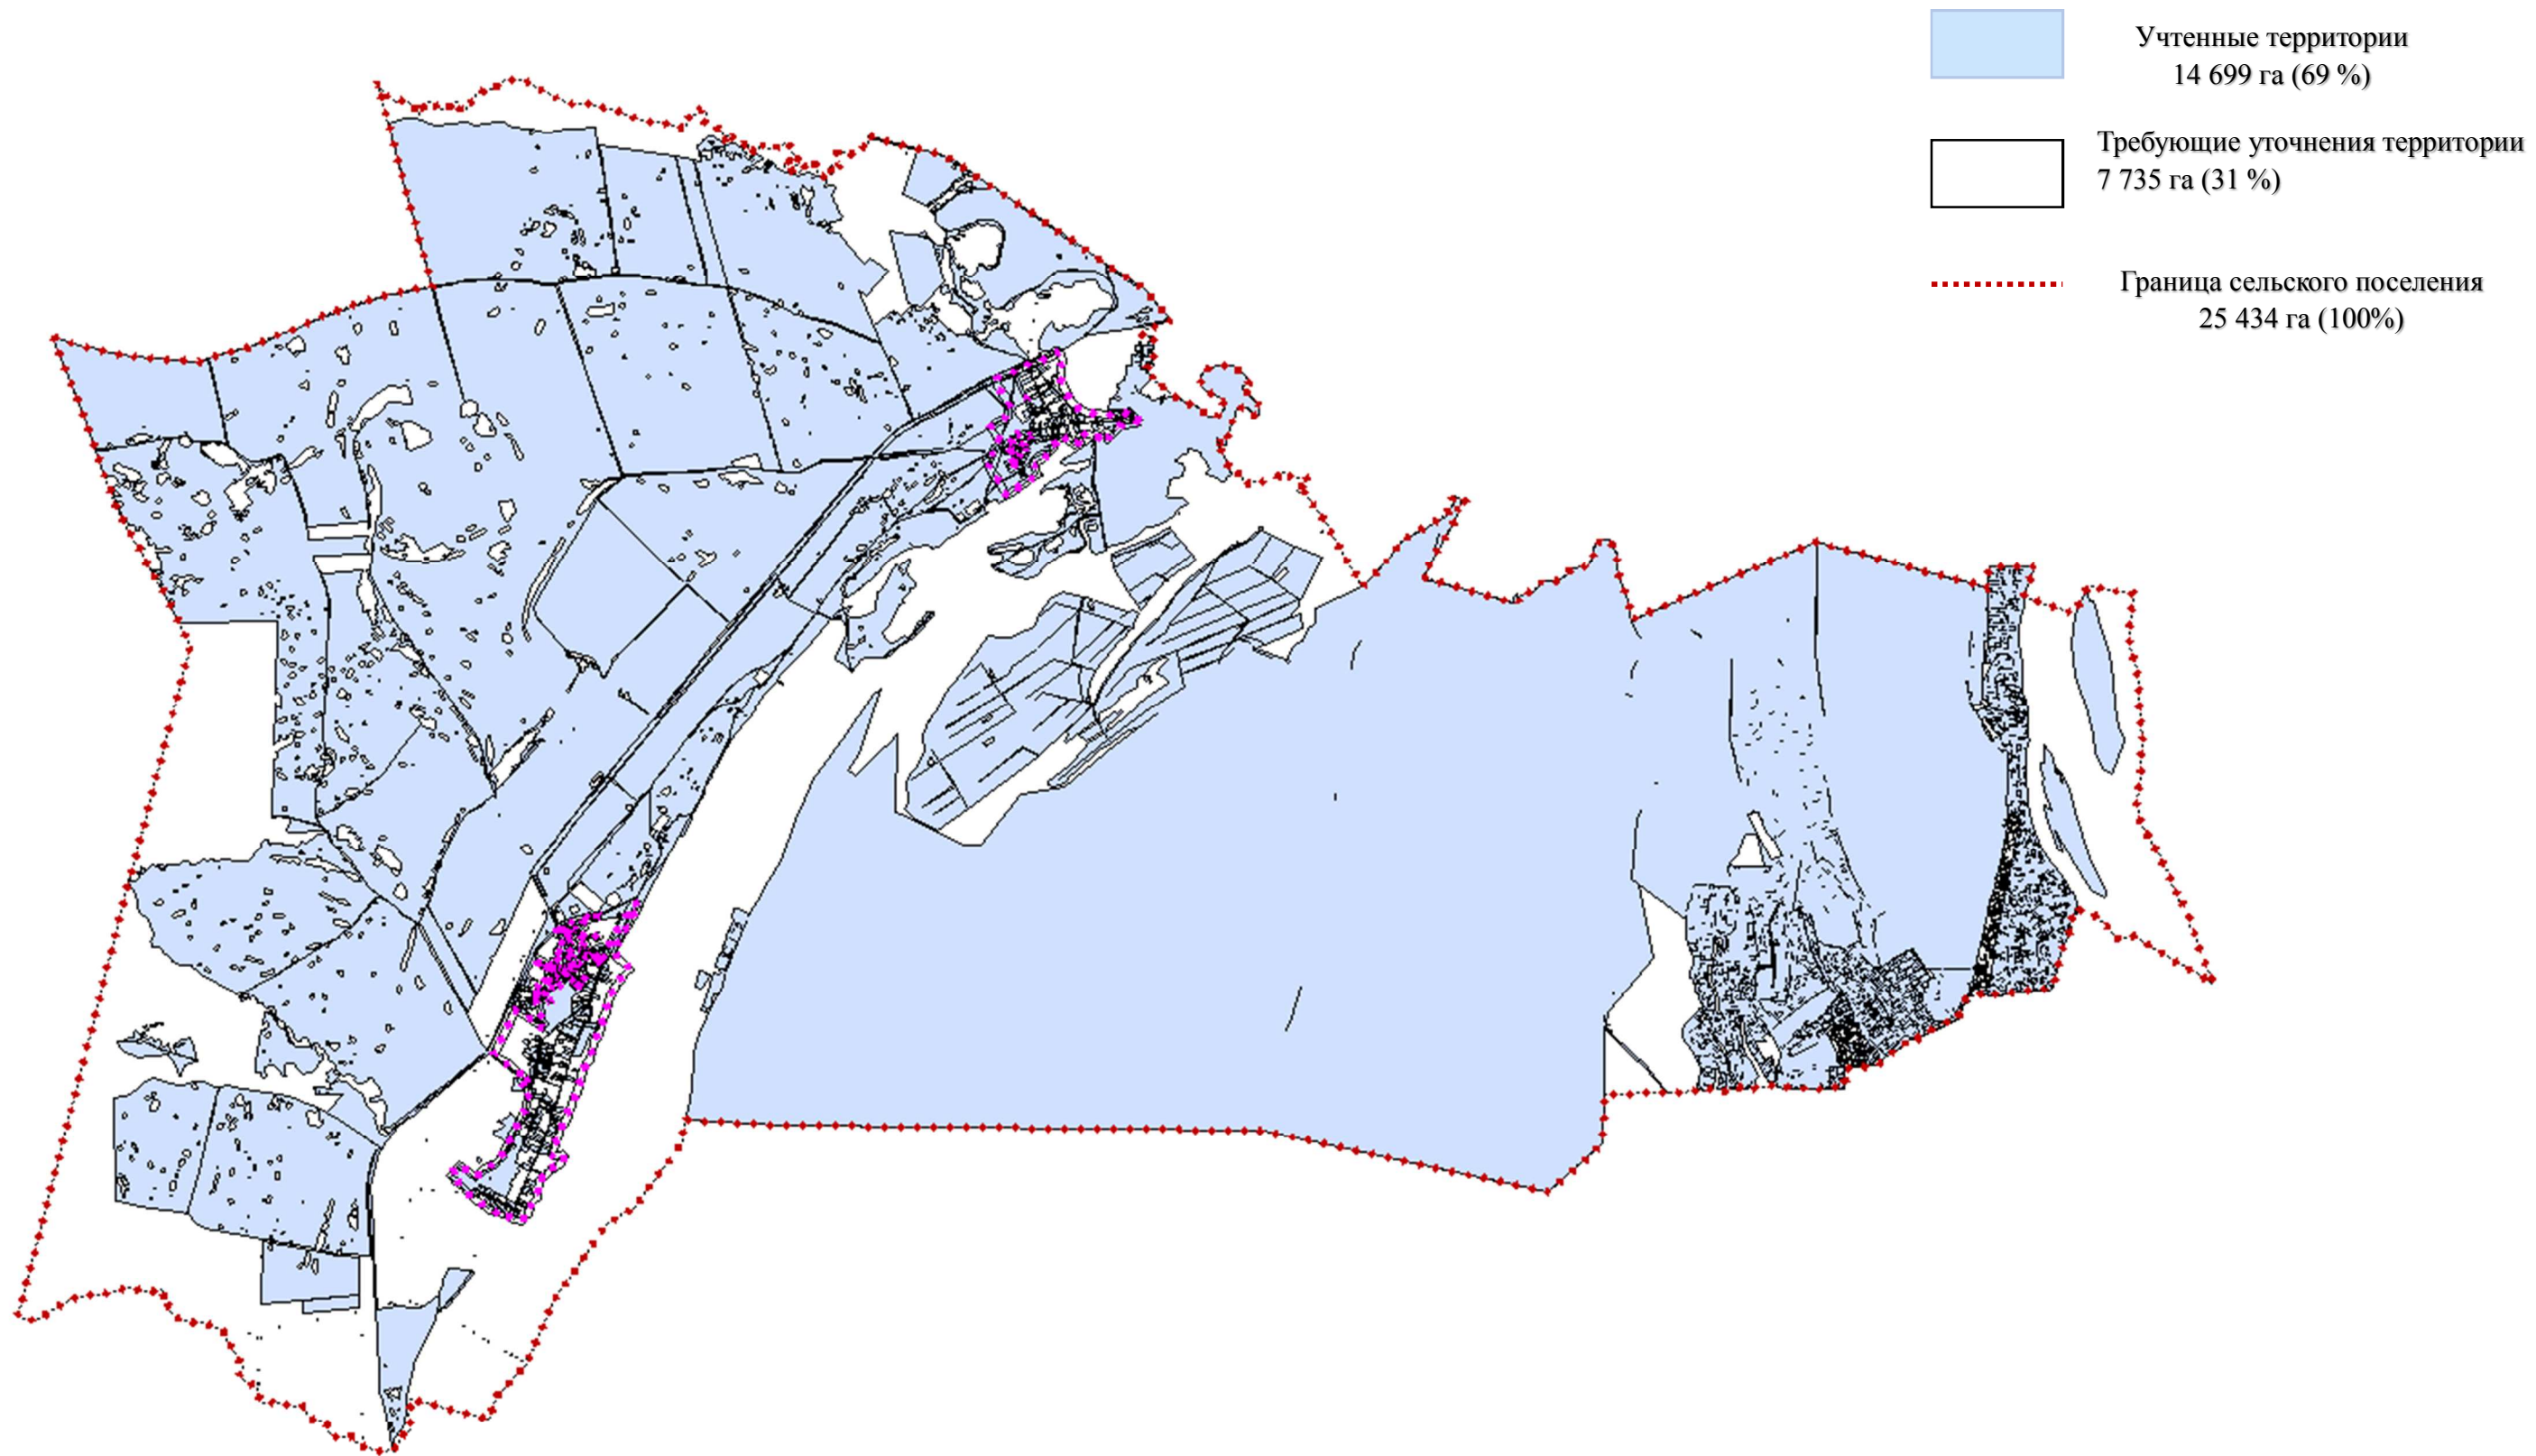 Учтенные территории
14 699 га (69 %)
Требующие уточнения территории
7 735 га (31 %)
Граница сельского поселения
25 434 га (100%)